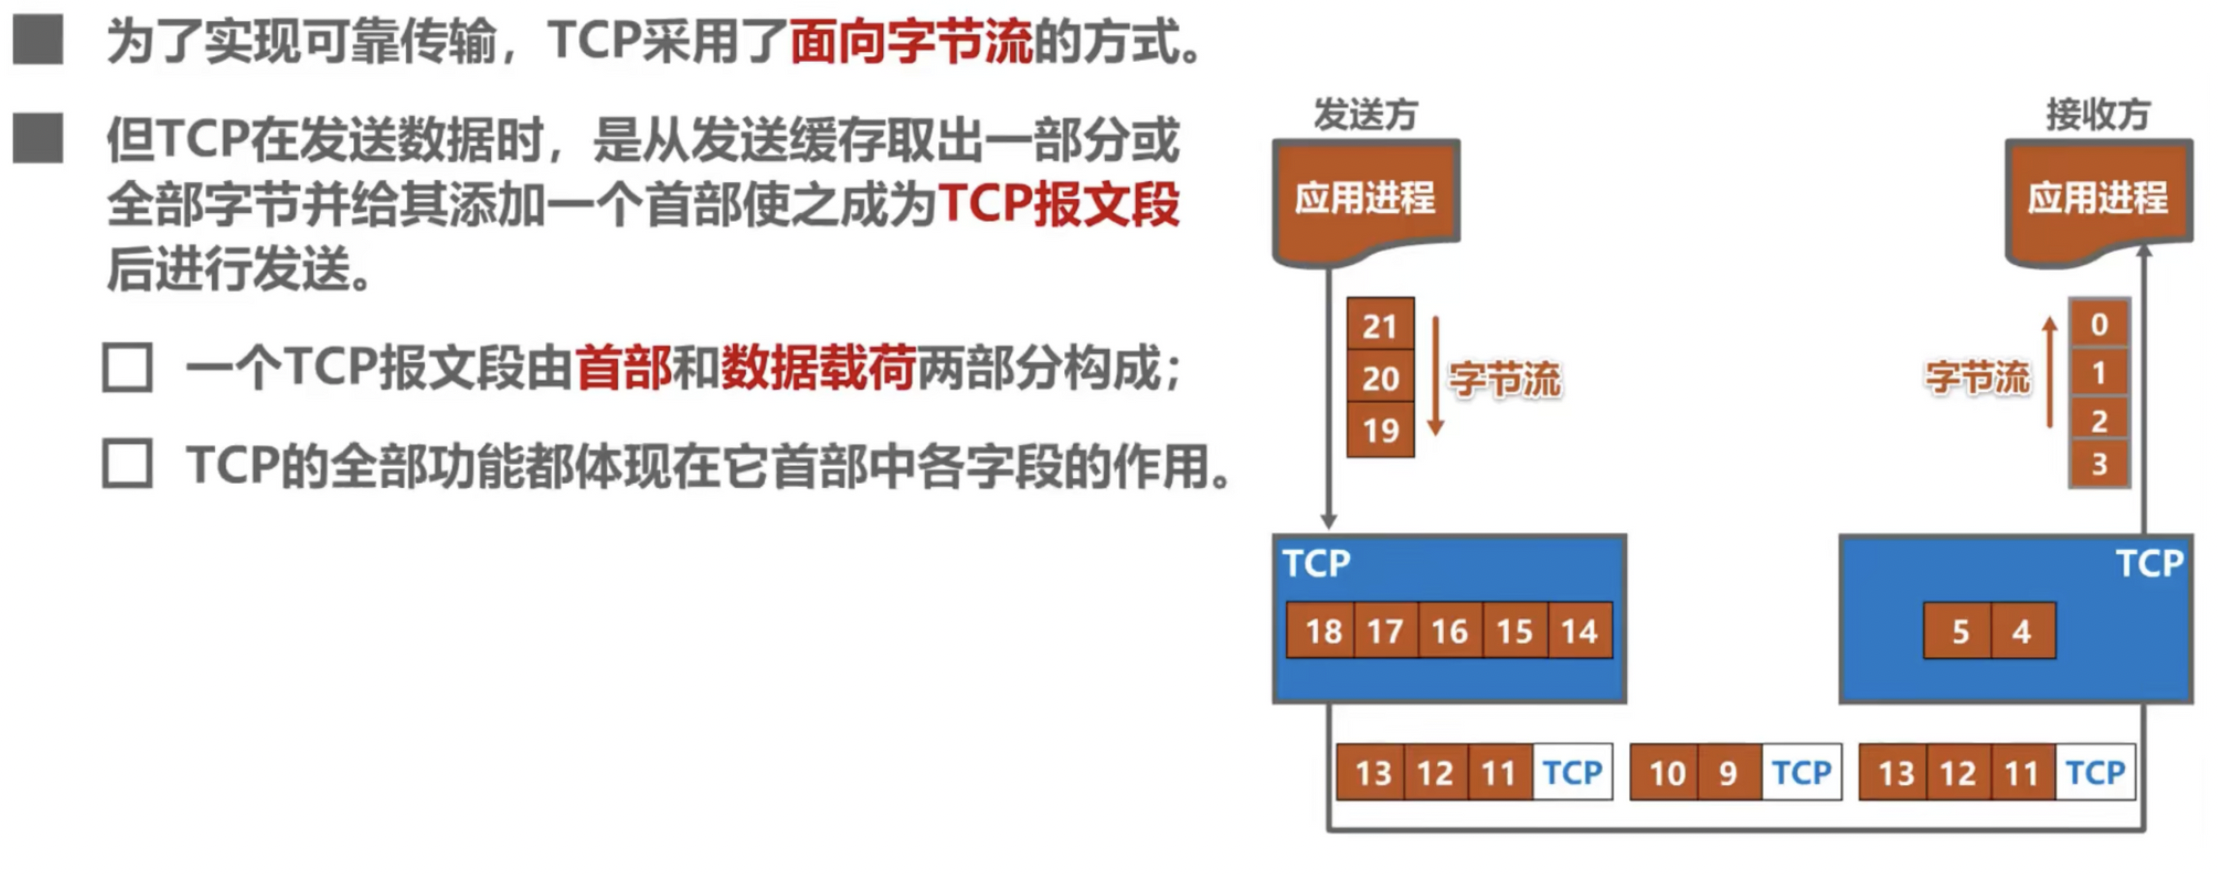 为了实现可靠传输，TCP采用了面向字节流的方式。
但TCP在发送数据时，是从发送缓存取出一部分或
全部字节并给其添加一个首部使之成为TCP报文段
后进行发送。
一个TCP报文段由首部和数据载荷两部分构成；
TCP的全部功能都体现在它首部中各字段的作用。
发送方
接收方
应用进程
应用进程
21
20
19
字节流
字节流
0
1
2
3
TCP
TCP
18 17 16 15 14
5 4
13 12 11 TCP
10 9 TCP
13 12 11 TCP